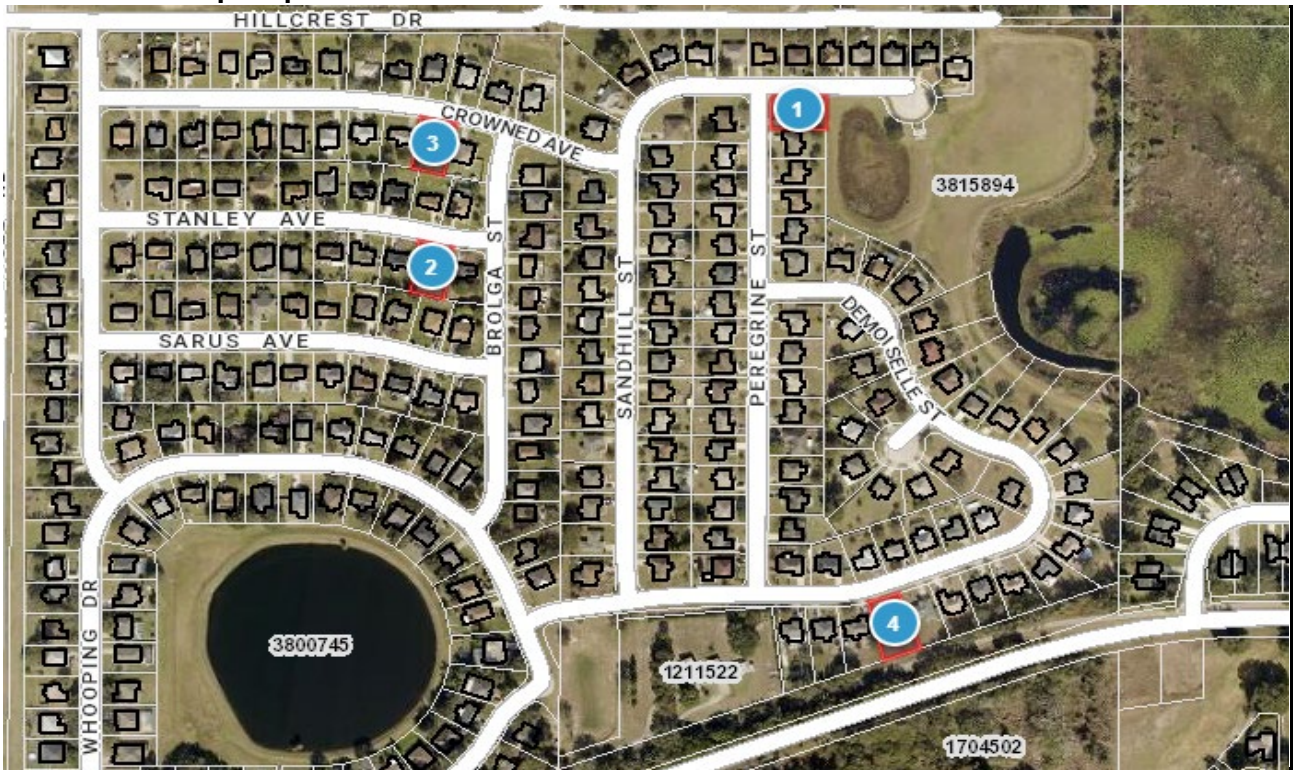 HILLCREST DR
1
CROWNED AVE
3
3815894
STANLEY AVE
BROLGA ST
2
SANDHILL ST
PEREGRINE ST
DEMOISELLE ST
SARUS AVE
WHOOPING DR
3800745
4
1211522
1704502